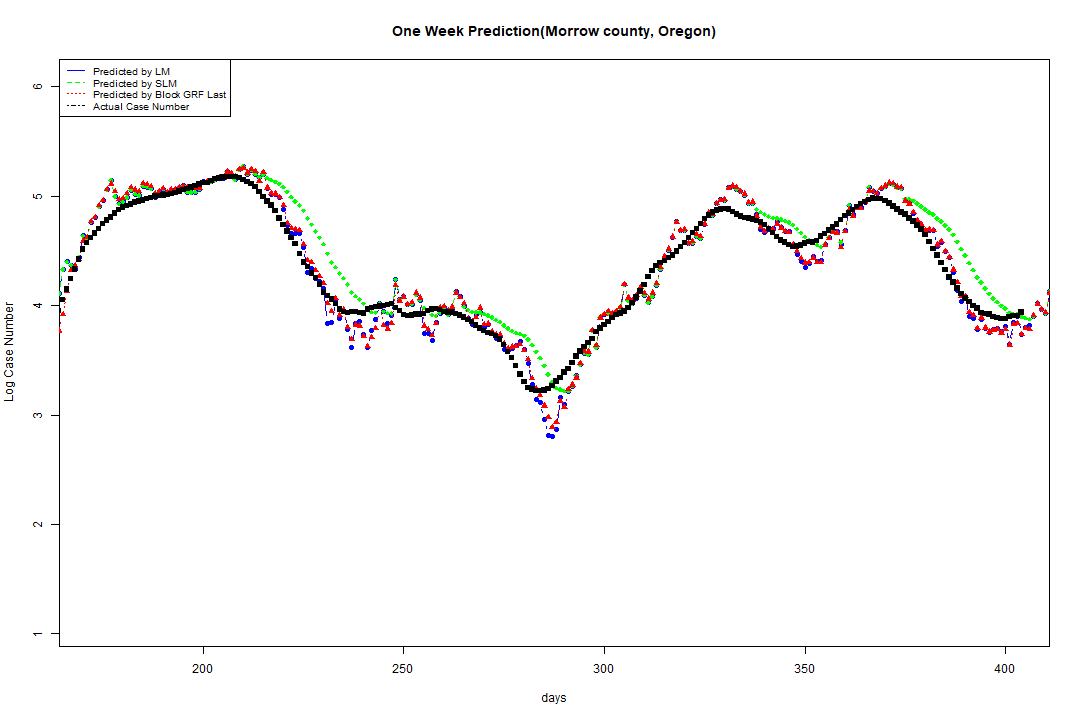 One Week Prediction(Morrow county, Oregon)
Predicted by LM
Predicted by SLM
Predicted by Block GRF Last
Actual Case Number
6
5
4
3
2
1
Log Case Number
200
250
300
350
400
days